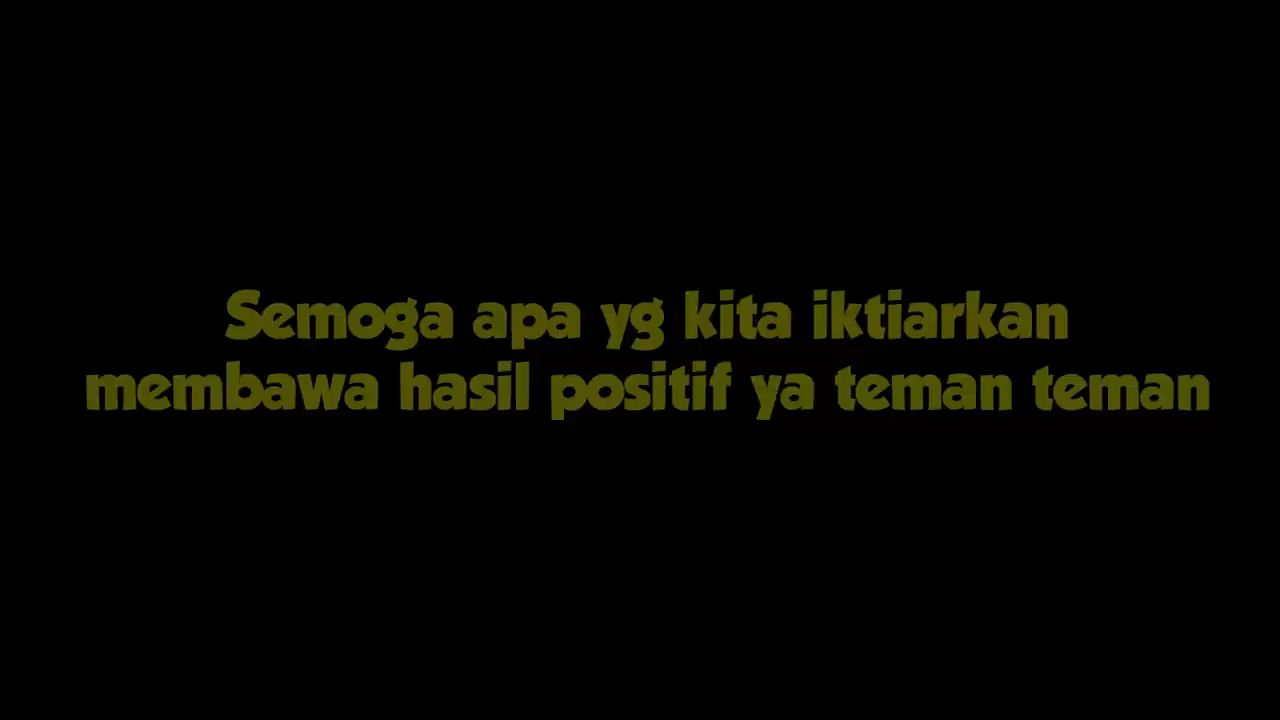 Semoga apa yg kita iktiarkan
membawa hasil positif ya teman teman